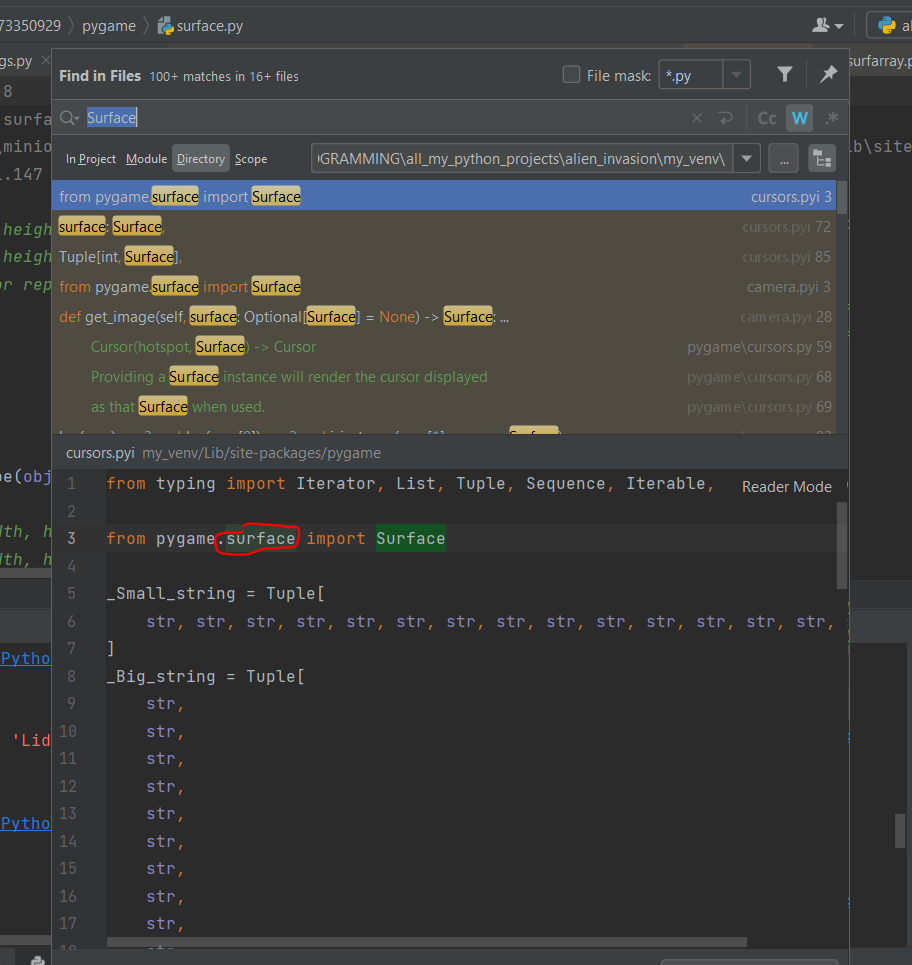 73350929 pygame surface.py
gs.py
Find in Files 100+ matches in 16+ files File mask: *.py
surfarray.p
-8
Surface Cc W .*
surfa
\minio
b\site
In Project Module Directory Scope GRAMMING\all_my_python_projects\alien_invasion\my_venv\ ...
.147
from pygame.surface import Surface cursors.pyi 3
heigh
surface: Surface, cursors.pyi 72
heigh
Tuple[int, Surface], cursors.pyi 85
or rep
from pygame.surface import Surface camera.pyi 3
def get_image(self, surface: Optional[Surface] = None) -> Surface: ... camera.pyi 28
Cursor(hotspot, Surface) -> Cursor pygame\cursors.py 59
Providing a Surface instance will render the cursor displayed pygame\cursors.py 68
as that Surface when used. pygame\cursors.py 69
cursors.pyi my_venv/Lib/site-packages/pygame
pe(obj
1 from typing import Iterator, List, Tuple, Sequence, Iterable, Reader Mode
2
dth, h
3 from pygame.surface import Surface
dth, h
4
5 _Small_string = Tuple[
6 str, str, str, str, str, str, str, str, str, str, str, str, str, str,
7 ]
Python
8 _Big_string = Tuple[
9 str,
10 str,
'Lid
11 str,
12 str,
13 str,
Python
14 str,
15 str,
16 str,
17 str,